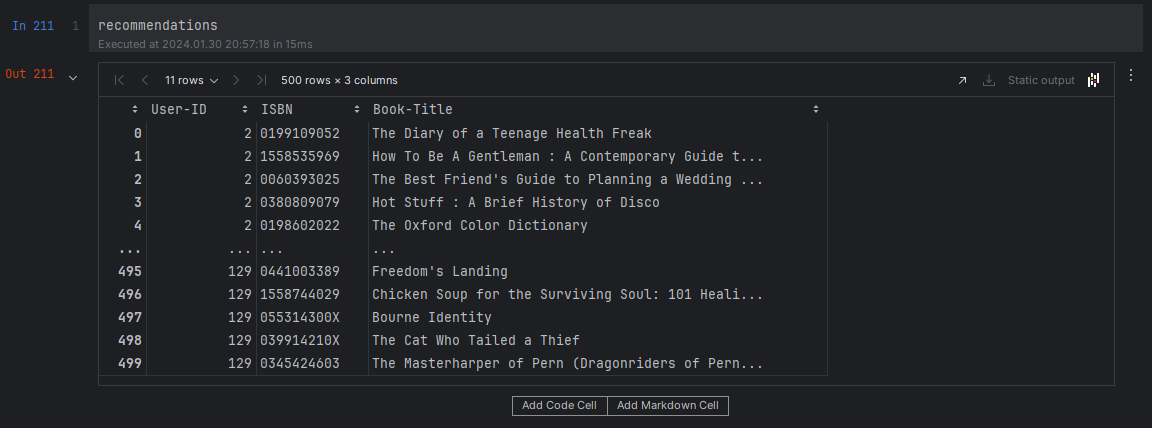 In 211 1 recommendations
Executed at 2024.01.30 20:57:18 in 15ms
Out 211 11 rows 500 rows × 3 columns Static output
User-ID ISBN Book-Title
0 2 0199109052 The Diary of a Teenage Health Freak
1 2 1558535969 How To Be A Gentleman : A Contemporary Guide t...
2 2 0060393025 The Best Friend's Guide to Planning a Wedding ...
3 2 0380809079 Hot Stuff : A Brief History of Disco
4 2 0198602022 The Oxford Color Dictionary
... ... ... ...
495 129 0441003389 Freedom's Landing
496 129 1558744029 Chicken Soup for the Surviving Soul: 101 Heali...
497 129 055314300X Bourne Identity
498 129 039914210X The Cat Who Tailed a Thief
499 129 0345424603 The Masterharper of Pern (Dragonriders of Pern...
Add Code Cell Add Markdown Cell